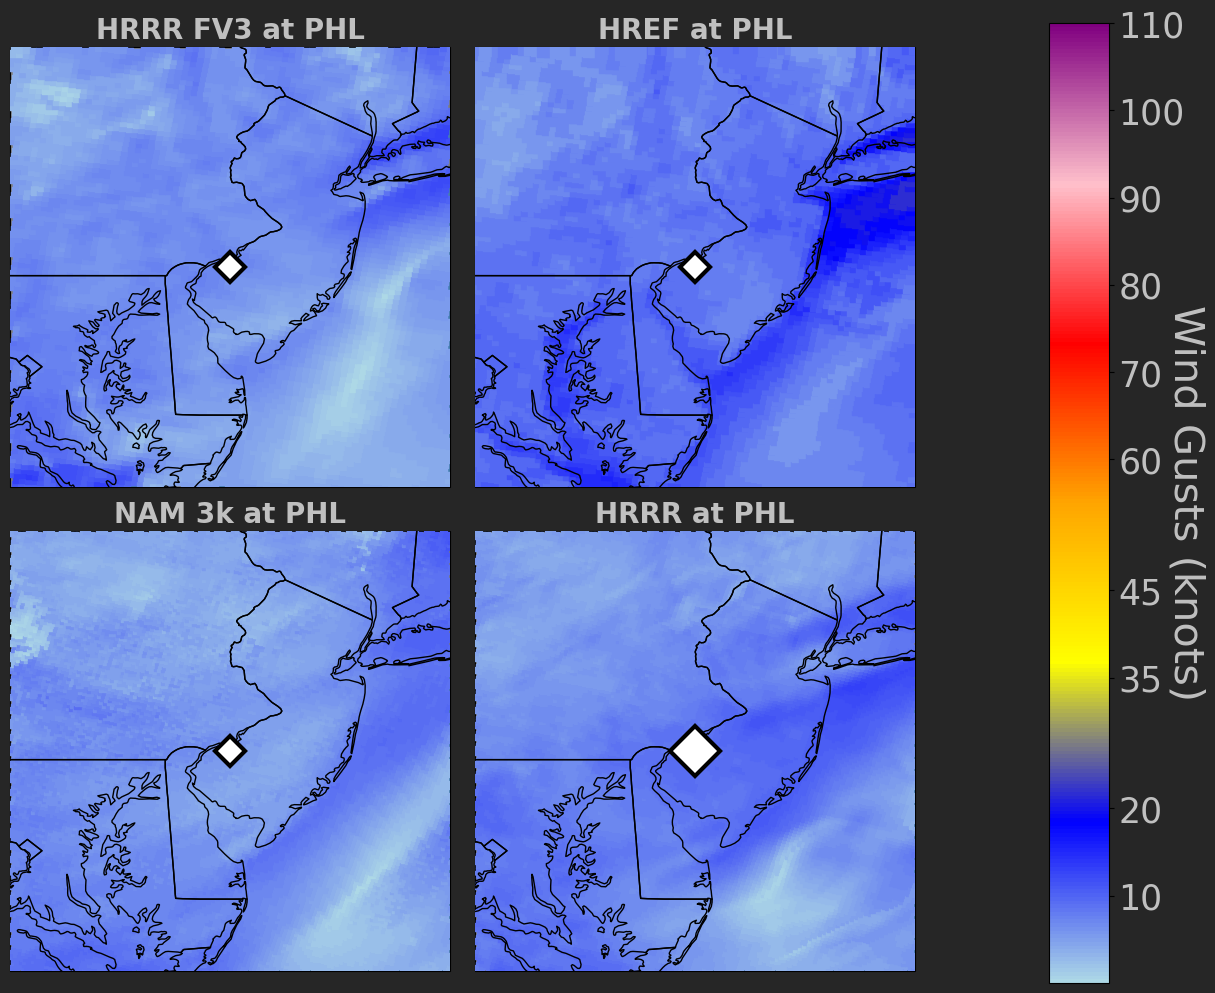 HRRR FV3 at PHL
HREF at PHL
NAM 3k at PHL
HRRR at PHL
110
100
90
80
70
60
45
35
20
10
Wind Gusts (knots)